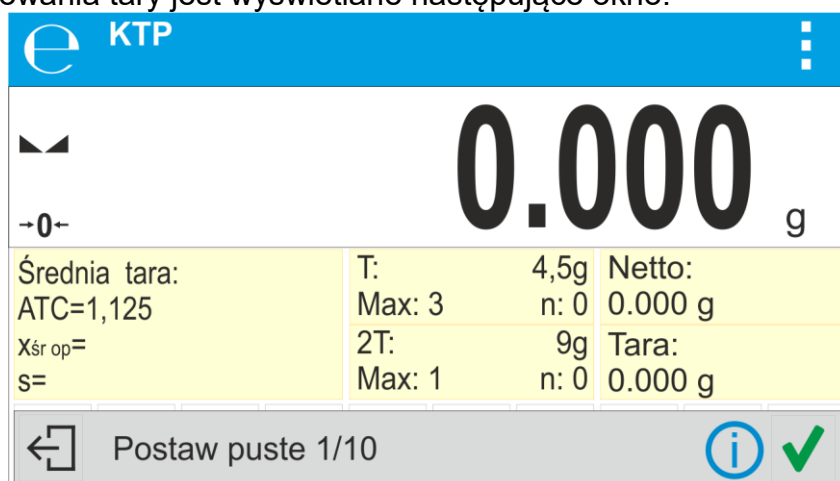 owania tary jest wyświetlane następujące okno:
e KTP
0.000 g
→0←
Średnia tara:
ATC=1,125
Xśr op=
s=
T: 4,5g
Max: 3 n: 0
2T: 9g
Max: 1 n: 0
Netto:
0.000 g
Tara:
0.000 g
Postaw puste 1/10
i